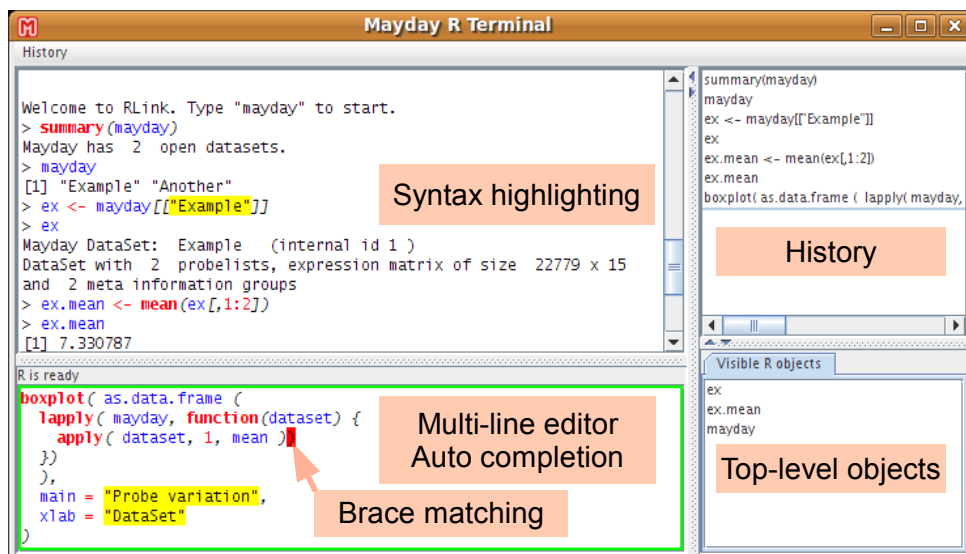 Mayday R Terminal
History
Welcome to RLink. Type "mayday" to start.
> summary(mayday)
Mayday has 2 open datasets.
> mayday
[1] "Example" "Another"
> ex <- mayday[["Example"]]
> ex
Mayday DataSet: Example (internal id 1 )
DataSet with 2 probelists, expression matrix of size 22779 x 15
and 2 meta information groups
> ex.mean <- mean(ex[,1:2])
> ex.mean
[1] 7.330787
Syntax highlighting
summary(mayday)
mayday
ex <- mayday[["Example"]]
ex
ex.mean <- mean(ex[,1:2])
ex.mean
boxplot( as.data.frame ( lapply( mayday,
History
R is ready
boxplot( as.data.frame (
lapply( mayday, function(dataset) {
apply( dataset, 1, mean ))
})
),
main = "Probe variation",
xlab = "DataSet"
)
Multi-line editor
Auto completion
Brace matching
Visible R objects
ex
ex.mean
mayday
Top-level objects